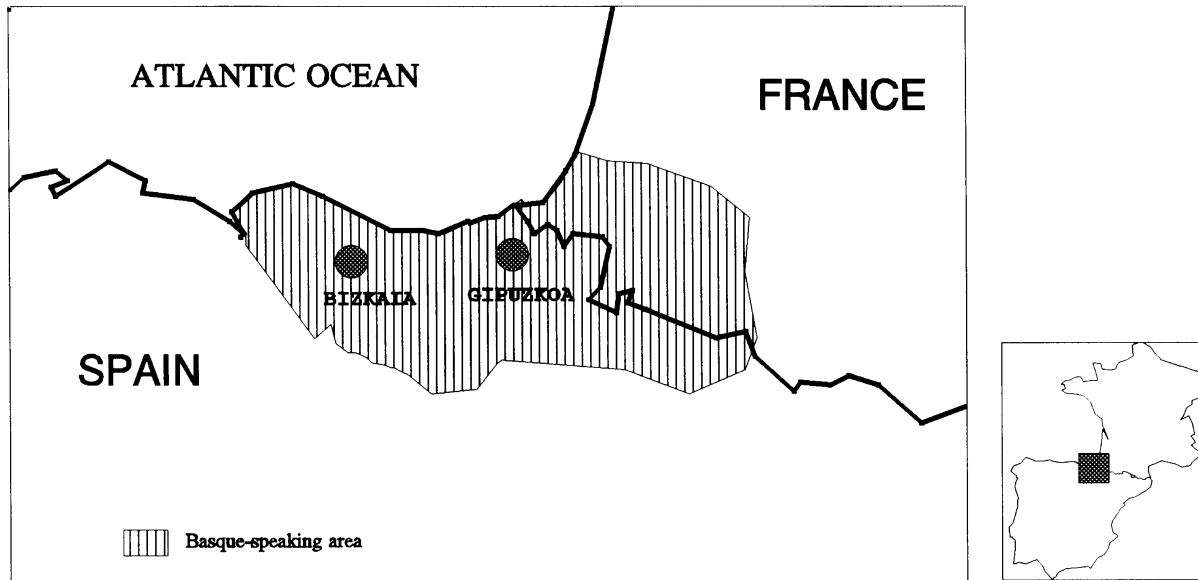 ATLANTIC OCEAN
FRANCE
BIZKAIA
GIPUZKOA
SPAIN
Basque-speaking area